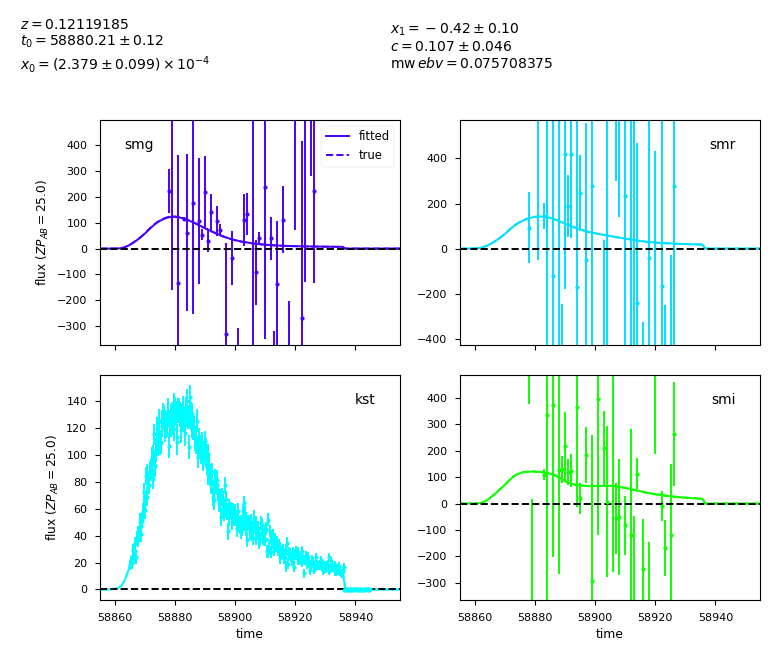 z = 0.12119185
t₀ = 58880.21 ± 0.12
x₀ = (2.379 ± 0.099) × 10⁻⁴
x₁ = −0.42 ± 0.10
c = 0.107 ± 0.046
mw ebv = 0.075708375
smg
fitted
true
400
300
200
100
0
−100
−200
−300
flux (ZP_AB = 25.0)
smr
400
200
0
−200
−400
kst
140
120
100
80
60
40
20
0
flux (ZP_AB = 25.0)
58860 58880 58900 58920 58940
time
smi
400
300
200
100
0
−100
−200
−300
58860 58880 58900 58920 58940
time